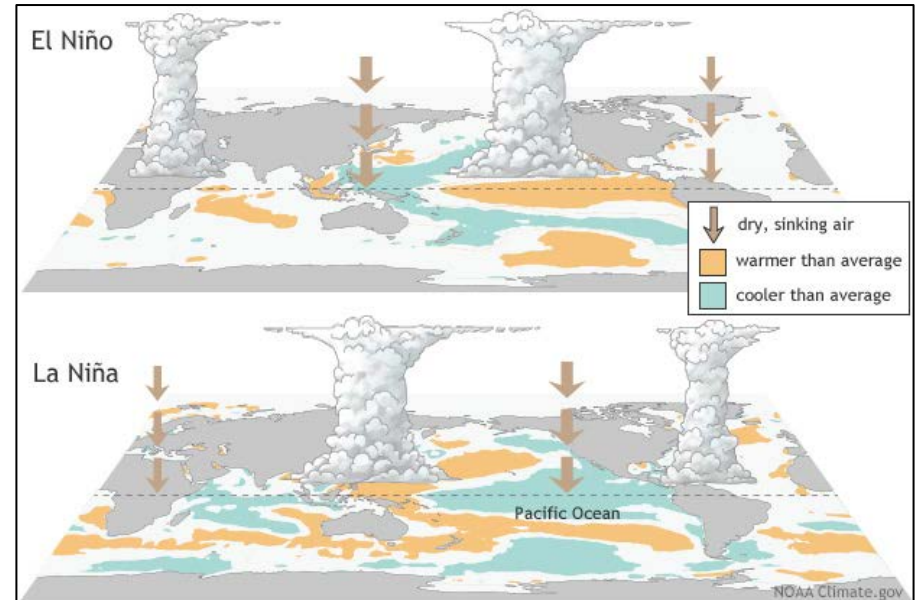 El Niño
dry, sinking air
warmer than average
cooler than average
La Niña
Pacific Ocean
NOAA Climate.gov